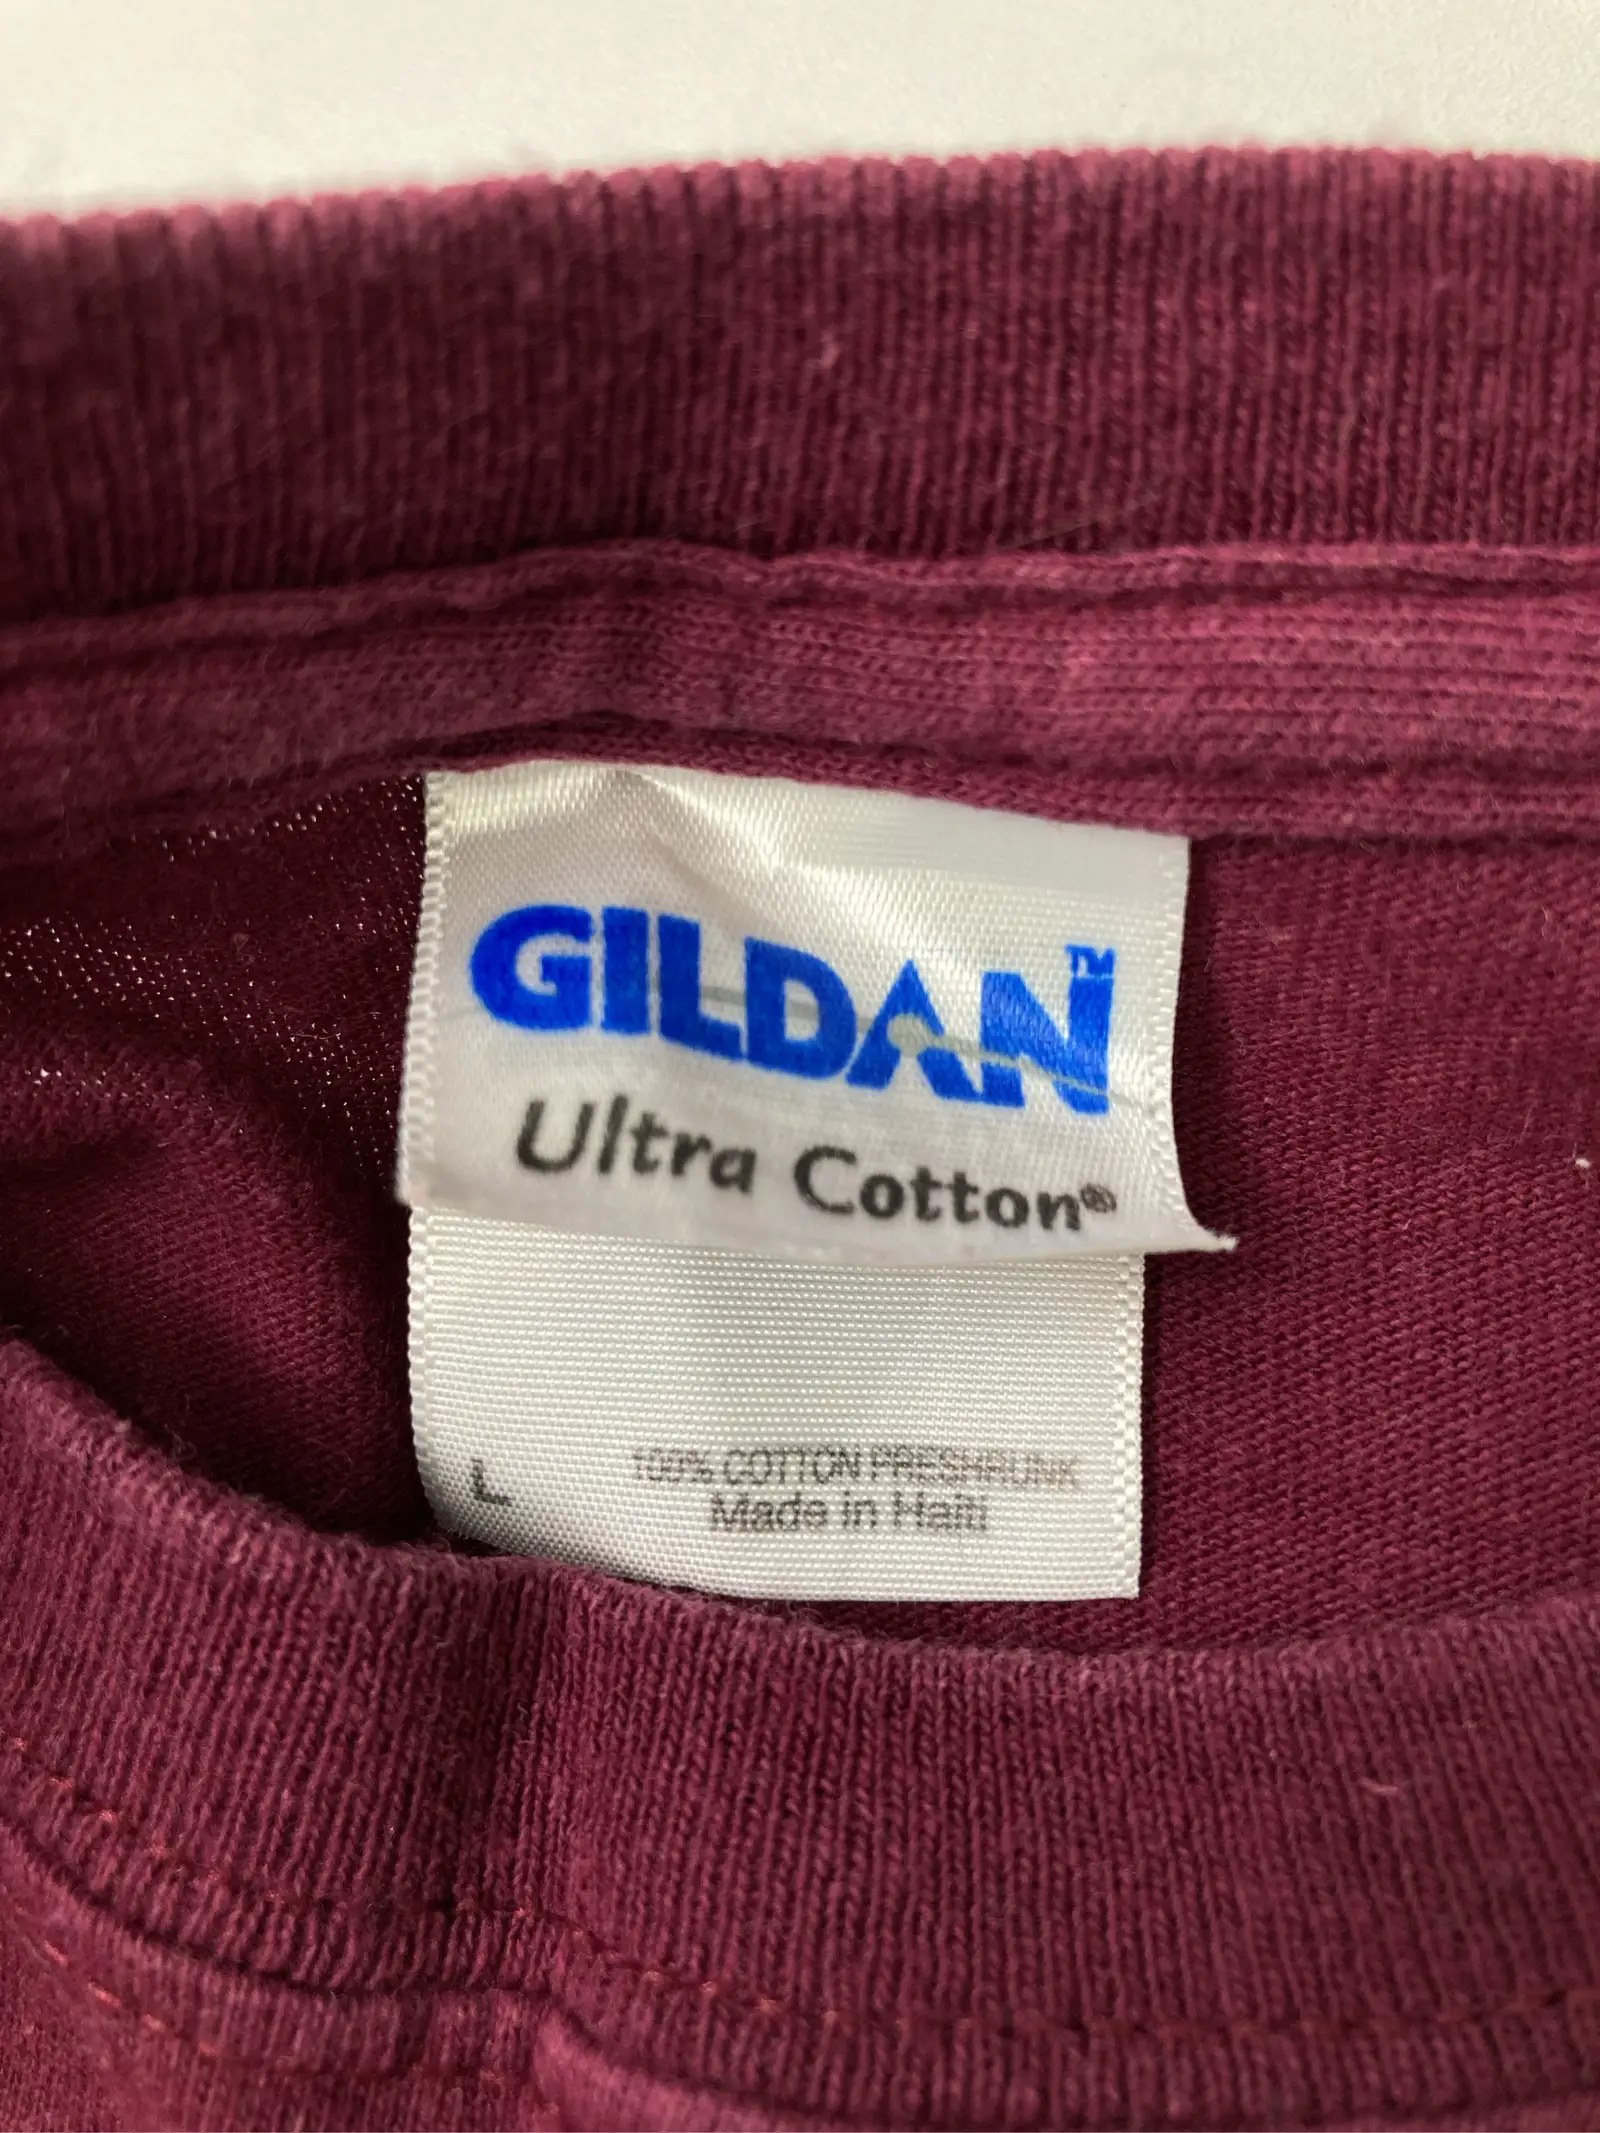 GILDAN™
Ultra Cotton®
L
100% COTTON PRESHRUNK
Made in Haiti